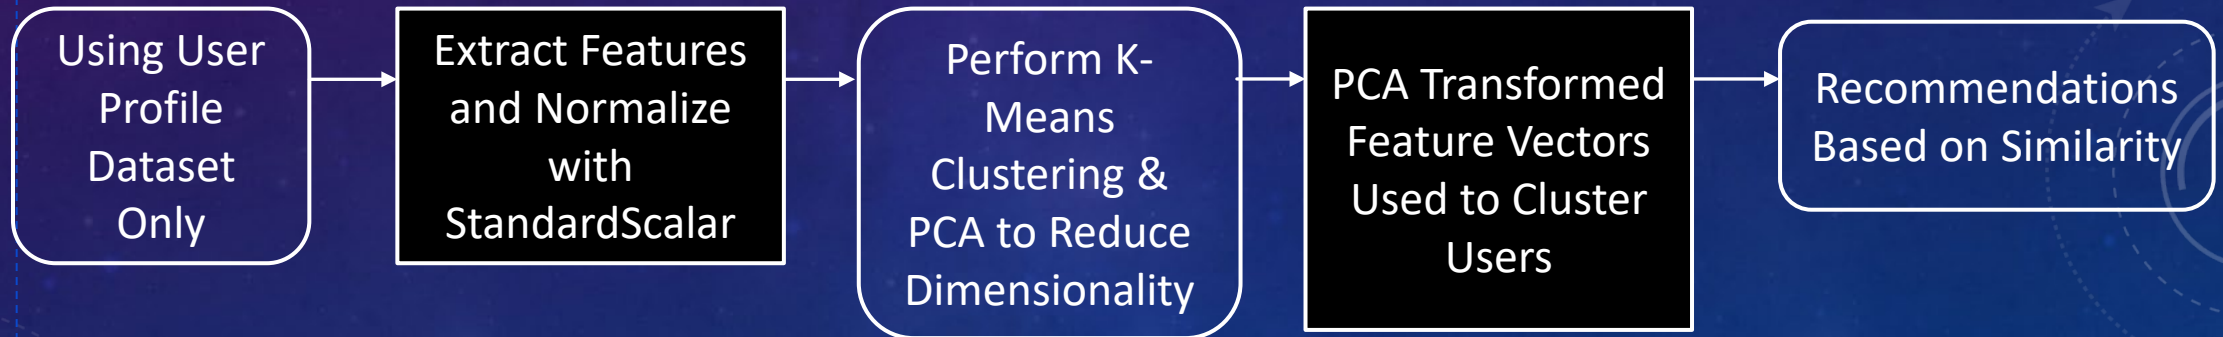 Using User
Profile
Dataset
Only
Extract Features
and Normalize
with
StandardScalar
Perform K-
Means
Clustering &
PCA to Reduce
Dimensionality
PCA Transformed
Feature Vectors
Used to Cluster
Users
Recommendations
Based on Similarity